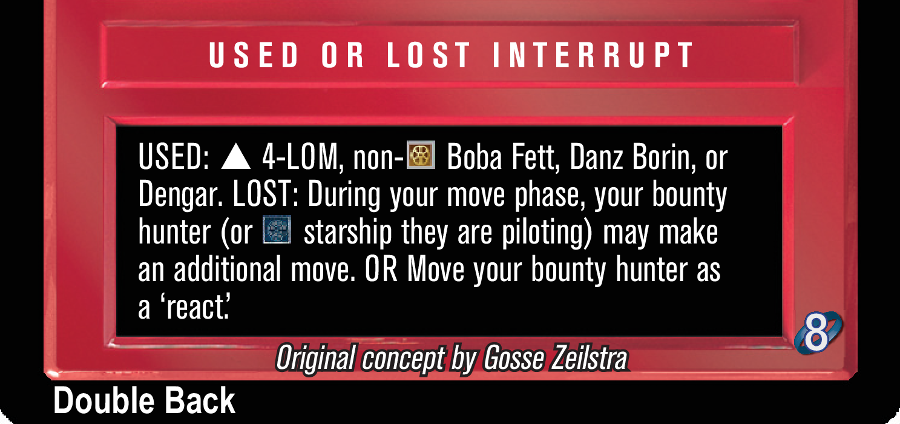 USED OR LOST INTERRUPT
USED: ▲ 4-LOM, non- Boba Fett, Danz Borin, or
Dengar. LOST: During your move phase, your bounty
hunter (or starship they are piloting) may make
an additional move. OR Move your bounty hunter as
a ‘react.’
8
Original concept by Gosse Zeilstra
Double Back